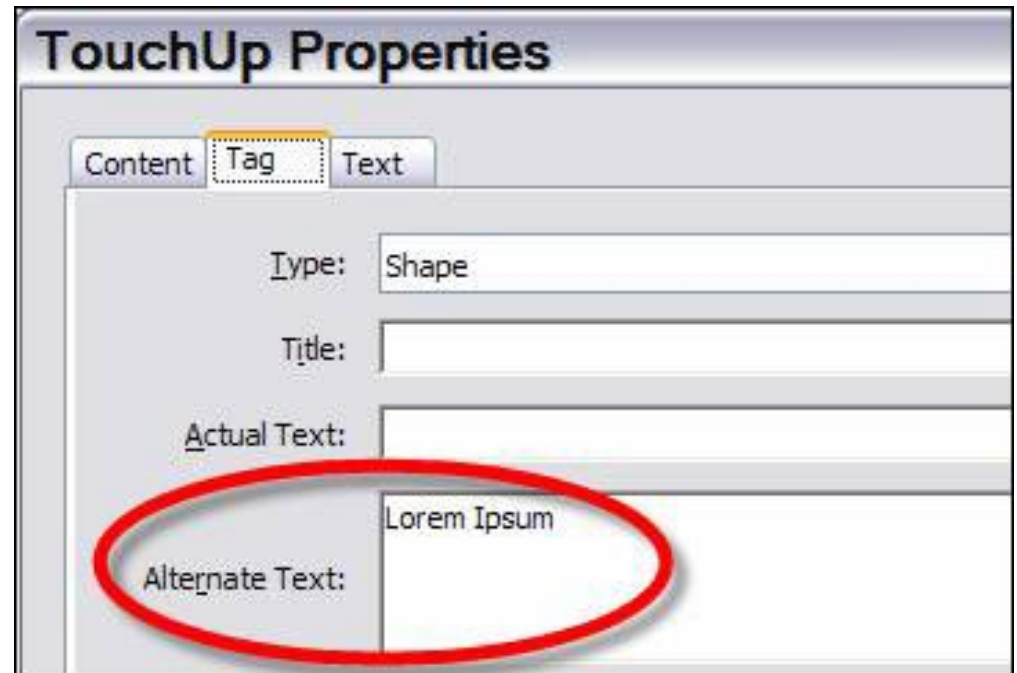 TouchUp Properties
Content Tag Text
Type: Shape
Title:
Actual Text:
Alternate Text: Lorem Ipsum